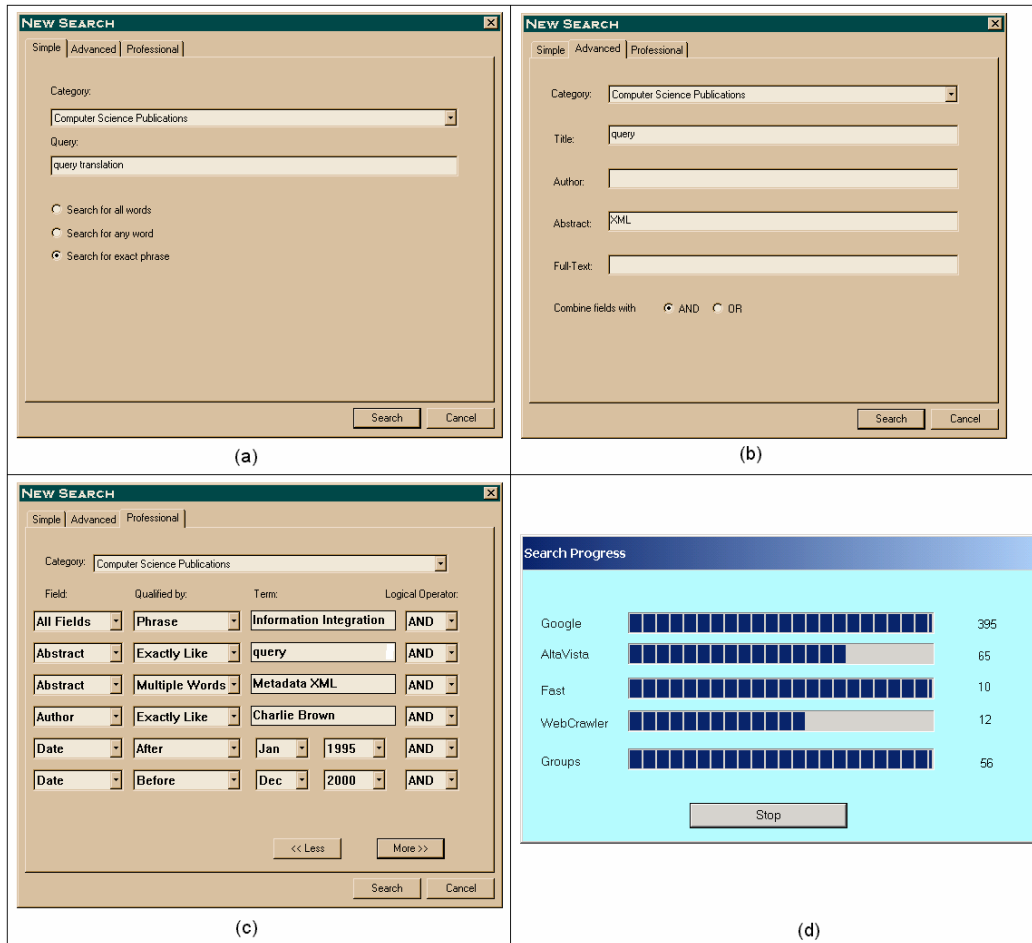 NEW SEARCH
Simple Advanced Professional
Category:
Computer Science Publications
Query:
query translation
Search for all words
Search for any word
Search for exact phrase
Search Cancel
(a)
NEW SEARCH
Simple Advanced Professional
Category: Computer Science Publications
Title: query
Author:
Abstract: XML
Full-Text:
Combine fields with AND OR
Search Cancel
(b)
NEW SEARCH
Simple Advanced Professional
Category: Computer Science Publications
Field: Qualified by: Term: Logical Operator:
All Fields Phrase Information Integration AND
Abstract Exactly Like query AND
Abstract Multiple Words Metadata XML AND
Author Exactly Like Charlie Brown AND
Date After Jan 1995 AND
Date Before Dec 2000 AND
<< Less More >>
Search Cancel
(c)
Search Progress
Google 395
AltaVista 65
Fast 10
WebCrawler 12
Groups 56
Stop
(d)